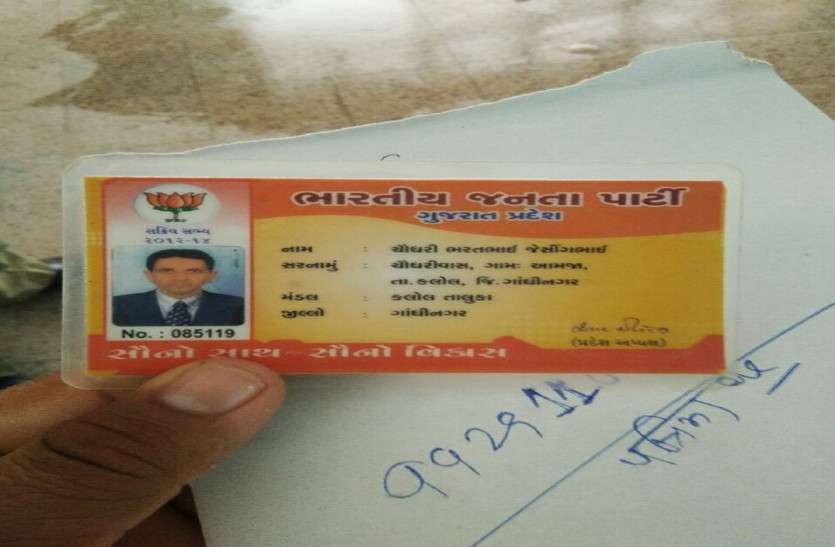 ભારતીય જનતા પાર્ટી
ગુજરાત પ્રદેશ
સક્રિય સભ્ય
૨૦૧૨-૧૪
નામ : ચૌધરી ભરતભાઈ જેસીંગભાઈ
સરનામું : ચૌધરીવાસ, ગામઃ આમજા,
તા.કલોલ, જિ.ગાંધીનગર
મંડલ : કલોલ તાલુકા
જીલ્લો : ગાંધીનગર
No. : 085119
(પ્રદેશ અધ્યક્ષ)
સૌનો સાથ - સૌનો વિકાસ